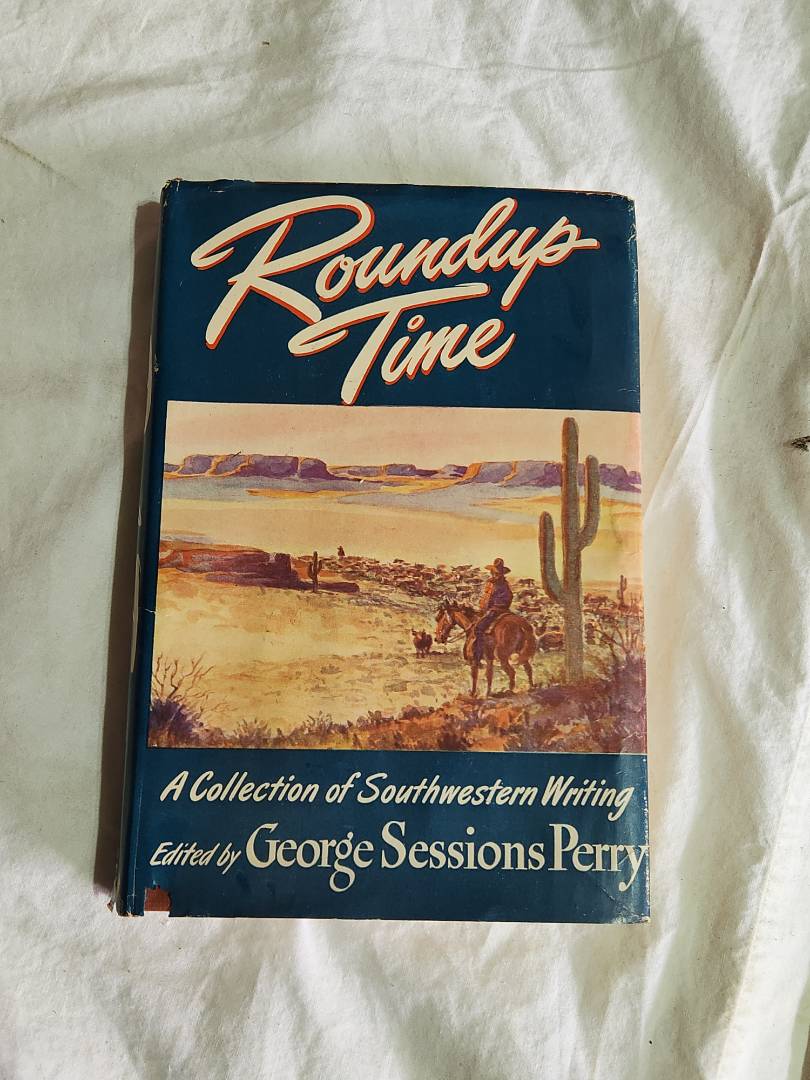 Roundup
Time
A Collection of Southwestern Writing
Edited by George Sessions Perry